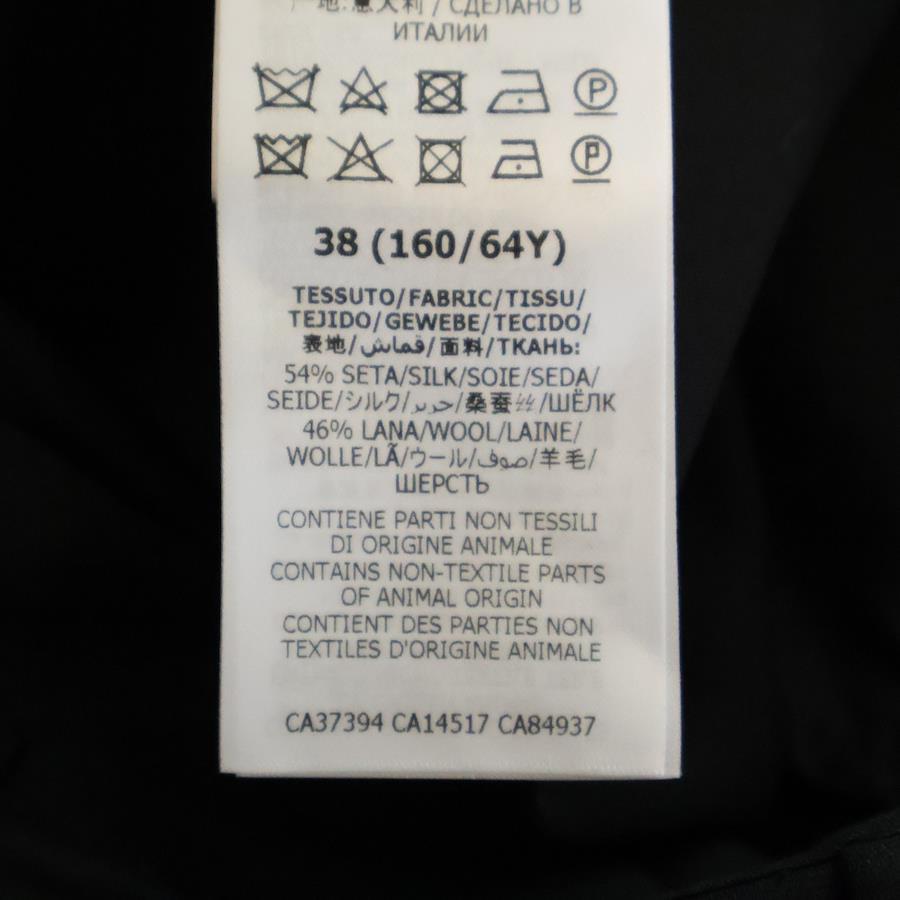 产地:意大利 / СДЕЛАНО В
ИТАЛИИ
P
P
38 (160/64Y)
TESSUTO/FABRIC/TISSU/
TEJIDO/GEWEBE/TECIDO/
表地/قماش/面料/ТКАНЬ:
54% SETA/SILK/SOIE/SEDA/
SEIDE/シルク/حرير/桑蚕丝/ШЁЛК
46% LANA/WOOL/LAINE/
WOLLE/LÃ/ウール/صوف/羊毛/
ШЕРСТЬ
CONTIENE PARTI NON TESSILI
DI ORIGINE ANIMALE
CONTAINS NON-TEXTILE PARTS
OF ANIMAL ORIGIN
CONTIENT DES PARTIES NON
TEXTILES D'ORIGINE ANIMALE
CA37394 CA14517 CA84937